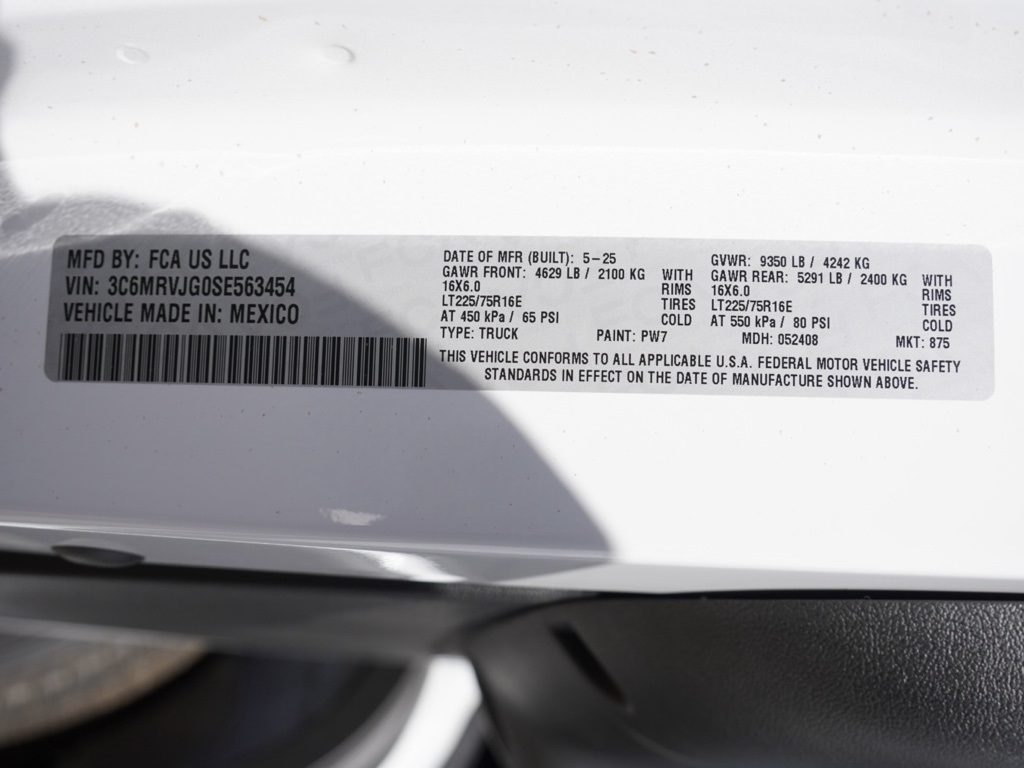 MFD BY: FCA US LLC
VIN: 3C6MRVJG0SE563454
VEHICLE MADE IN: MEXICO
DATE OF MFR (BUILT): 5-25
GAWR FRONT: 4629 LB / 2100 KG WITH
16X6.0 RIMS
LT225/75R16E TIRES
AT 450 kPa / 65 PSI COLD
TYPE: TRUCK PAINT: PW7
GVWR: 9350 LB / 4242 KG
GAWR REAR: 5291 LB / 2400 KG WITH
16X6.0 RIMS
LT225/75R16E TIRES
AT 550 kPa / 80 PSI COLD
MDH: 052408 MKT: 875
THIS VEHICLE CONFORMS TO ALL APPLICABLE U.S.A. FEDERAL MOTOR VEHICLE SAFETY
STANDARDS IN EFFECT ON THE DATE OF MANUFACTURE SHOWN ABOVE.